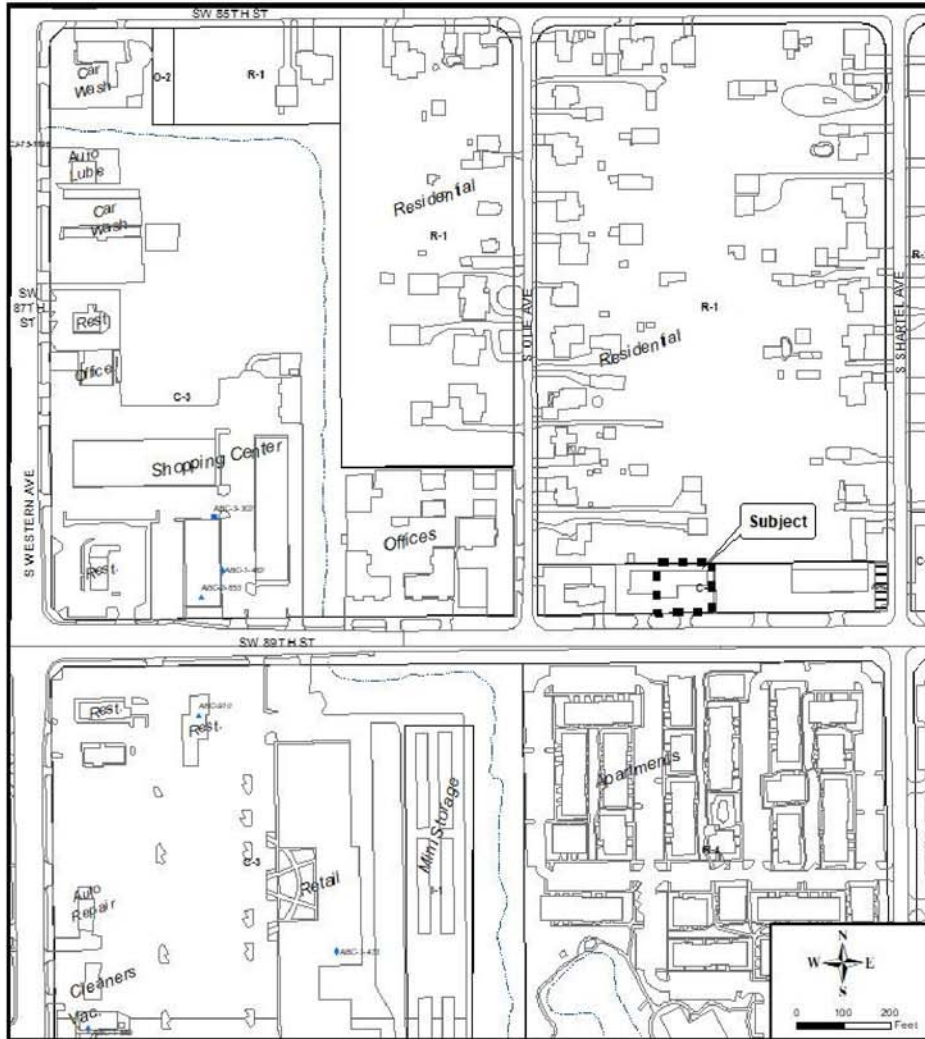 SW 85TH ST
Car
Wash
O-2
R-1
Auto
Lube
Car
Wash
Residential
R-1
SW
87TH
ST
Rest.
Office
C-3
S OLIE AVE
R-1
Residential
S SHARTEL AVE
Shopping Center
S WESTERN AVE
Offices
Subject
Rest.
SW 89TH ST
Rest.
Rest.
Apartments
Mini Storage
I-1
C-3
Retail
R-4
Auto
Repair
Cleaners
Vac.
N
W E
S
0 100 200
Feet